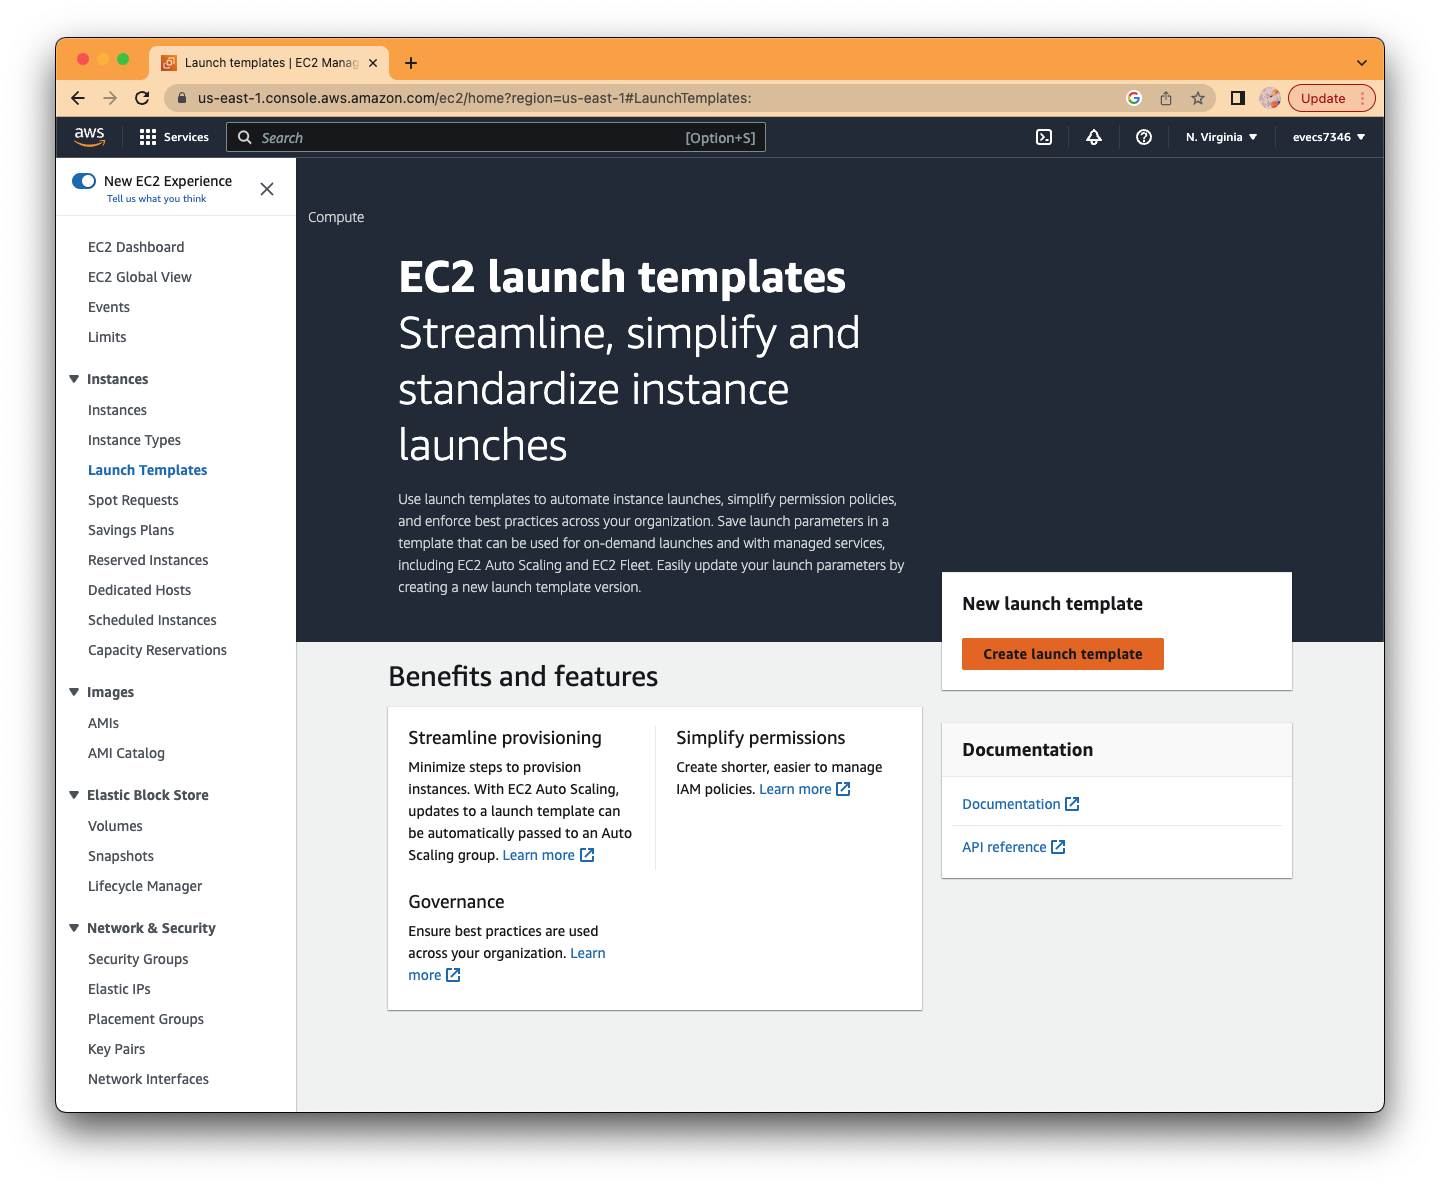 Launch templates | EC2 Manag
us-east-1.console.aws.amazon.com/ec2/home?region=us-east-1#LaunchTemplates:
Update
aws
Services
Search
[Option+S]
N. Virginia
evecs7346
New EC2 Experience
Tell us what you think
EC2 Dashboard
EC2 Global View
Events
Limits
Instances
Instances
Instance Types
Launch Templates
Spot Requests
Savings Plans
Reserved Instances
Dedicated Hosts
Scheduled Instances
Capacity Reservations
Images
AMIs
AMI Catalog
Elastic Block Store
Volumes
Snapshots
Lifecycle Manager
Network & Security
Security Groups
Elastic IPs
Placement Groups
Key Pairs
Network Interfaces
Compute
EC2 launch templates
Streamline, simplify and
standardize instance
launches
Use launch templates to automate instance launches, simplify permission policies,
and enforce best practices across your organization. Save launch parameters in a
template that can be used for on-demand launches and with managed services,
including EC2 Auto Scaling and EC2 Fleet. Easily update your launch parameters by
creating a new launch template version.
New launch template
Create launch template
Benefits and features
Streamline provisioning
Minimize steps to provision
instances. With EC2 Auto Scaling,
updates to a launch template can
be automatically passed to an Auto
Scaling group. Learn more
Simplify permissions
Create shorter, easier to manage
IAM policies. Learn more
Governance
Ensure best practices are used
across your organization. Learn
more
Documentation
Documentation
API reference